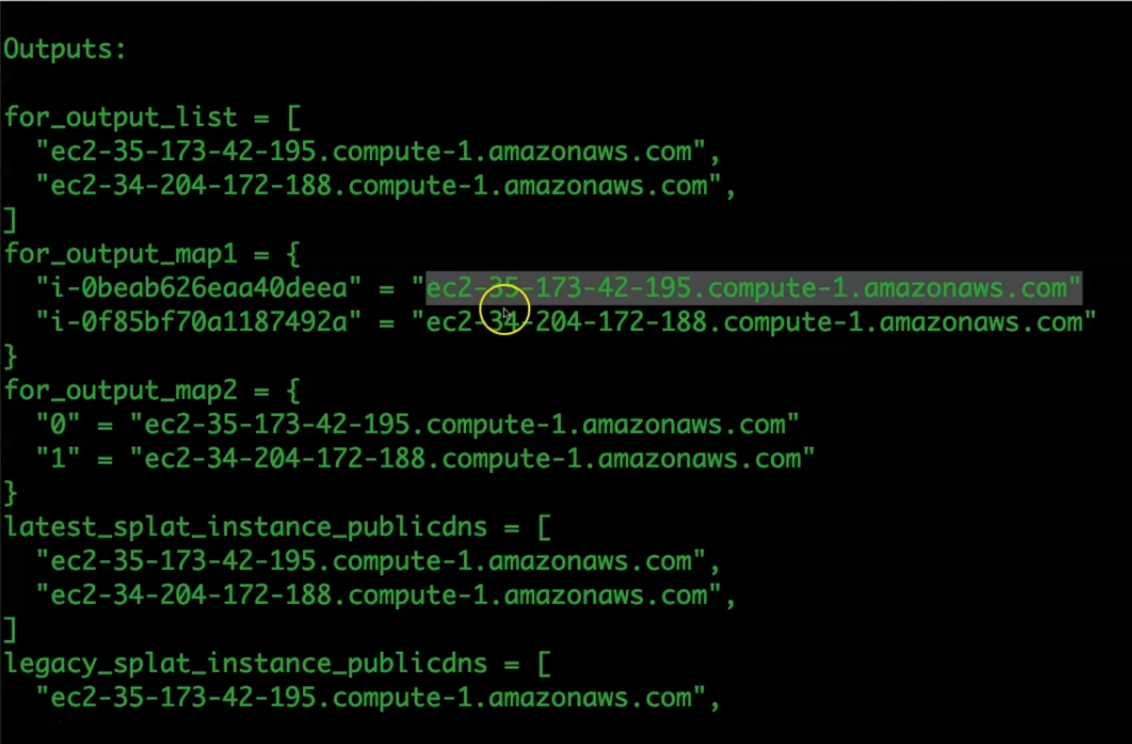 Outputs:
for_output_list = [
  "ec2-35-173-42-195.compute-1.amazonaws.com",
  "ec2-34-204-172-188.compute-1.amazonaws.com",
]
for_output_map1 = {
  "i-0beab626eaa40deea" = "ec2-35-173-42-195.compute-1.amazonaws.com"
  "i-0f85bf70a1187492a" = "ec2-34-204-172-188.compute-1.amazonaws.com"
}
for_output_map2 = {
  "0" = "ec2-35-173-42-195.compute-1.amazonaws.com"
  "1" = "ec2-34-204-172-188.compute-1.amazonaws.com"
}
latest_splat_instance_publicdns = [
  "ec2-35-173-42-195.compute-1.amazonaws.com",
  "ec2-34-204-172-188.compute-1.amazonaws.com",
]
legacy_splat_instance_publicdns = [
  "ec2-35-173-42-195.compute-1.amazonaws.com",